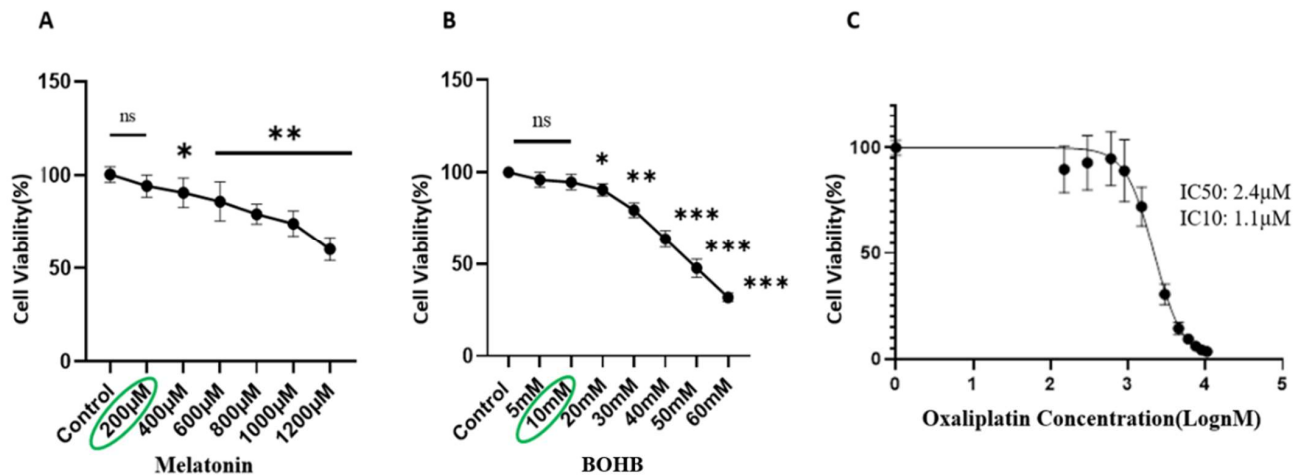 A
Cell Viability(%)
150
100
50
0
ns
*
**
Control
200μM
400μM
600μM
800μM
1000μM
1200μM
Melatonin
B
Cell Viability(%)
150
100
50
0
ns
*
**
***
***
***
Control
5mM
10mM
20mM
30mM
40mM
50mM
60mM
BOHB
C
Cell Viability(%)
100
50
0
IC50: 2.4μM
IC10: 1.1μM
0 1 2 3 4 5
Oxaliplatin Concentration(LognM)